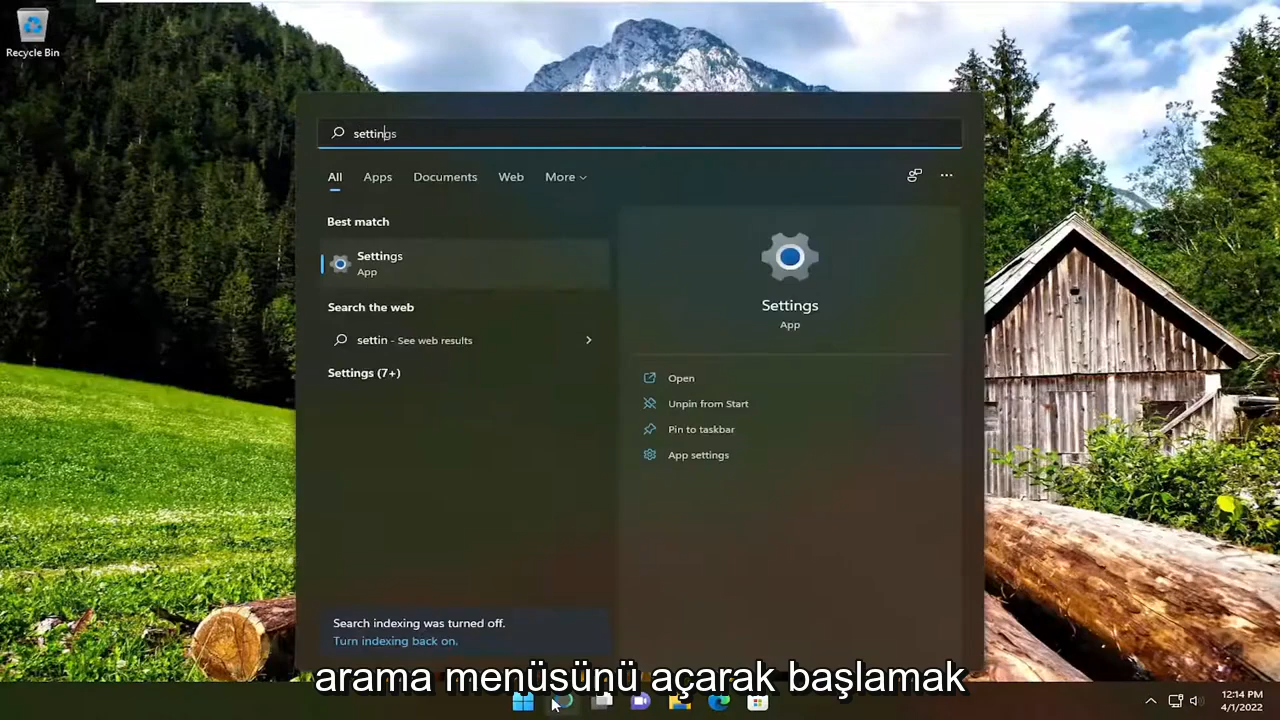 Recycle Bin
settings
All
Apps
Documents
Web
More
Best match
Settings
App
Search the web
settin - See web results
Settings (7+)
Search indexing was turned off.
Turn indexing back on.
Settings
App
Open
Unpin from Start
Pin to taskbar
App settings
arama menüsünü açarak başlamak
12:14 PM
4/1/2022